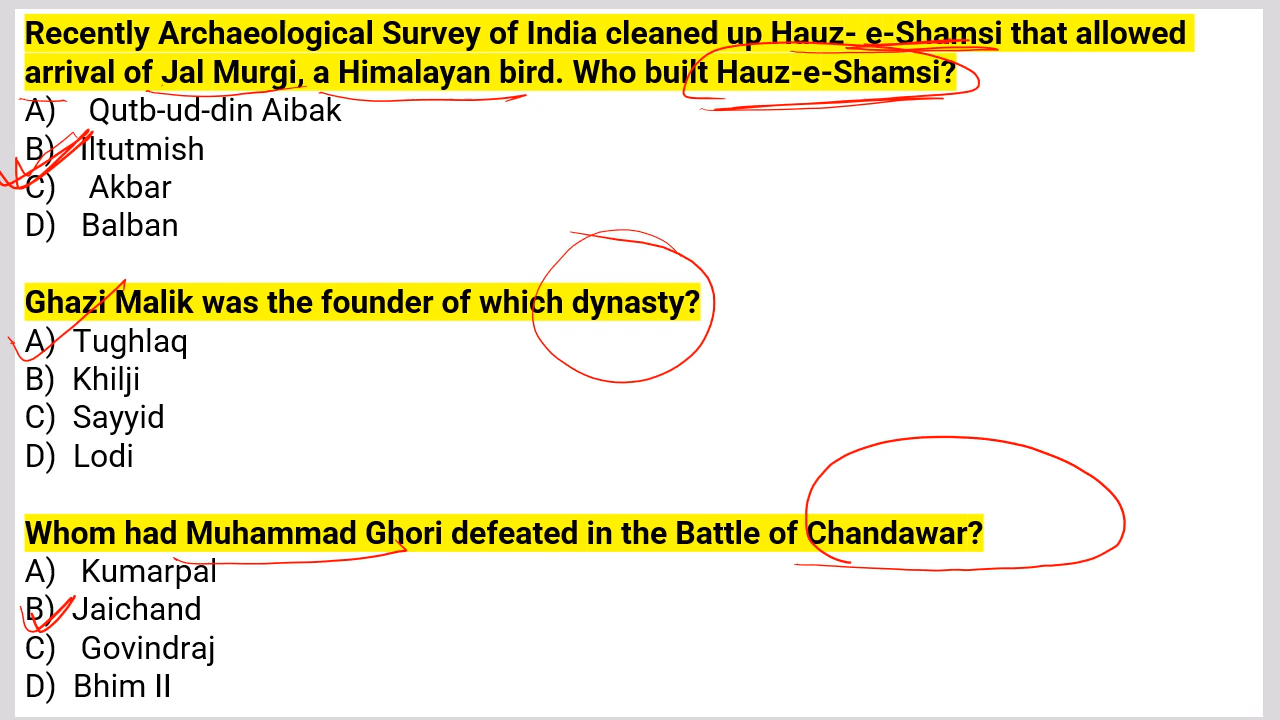 Recently Archaeological Survey of India cleaned up Hauz- e-Shamsi that allowed
arrival of Jal Murgi, a Himalayan bird. Who built Hauz-e-Shamsi?
A) Qutb-ud-din Aibak
B) Iltutmish
C) Akbar
D) Balban
Ghazi Malik was the founder of which dynasty?
A) Tughlaq
B) Khilji
C) Sayyid
D) Lodi
Whom had Muhammad Ghori defeated in the Battle of Chandawar?
A) Kumarpal
B) Jaichand
C) Govindraj
D) Bhim II